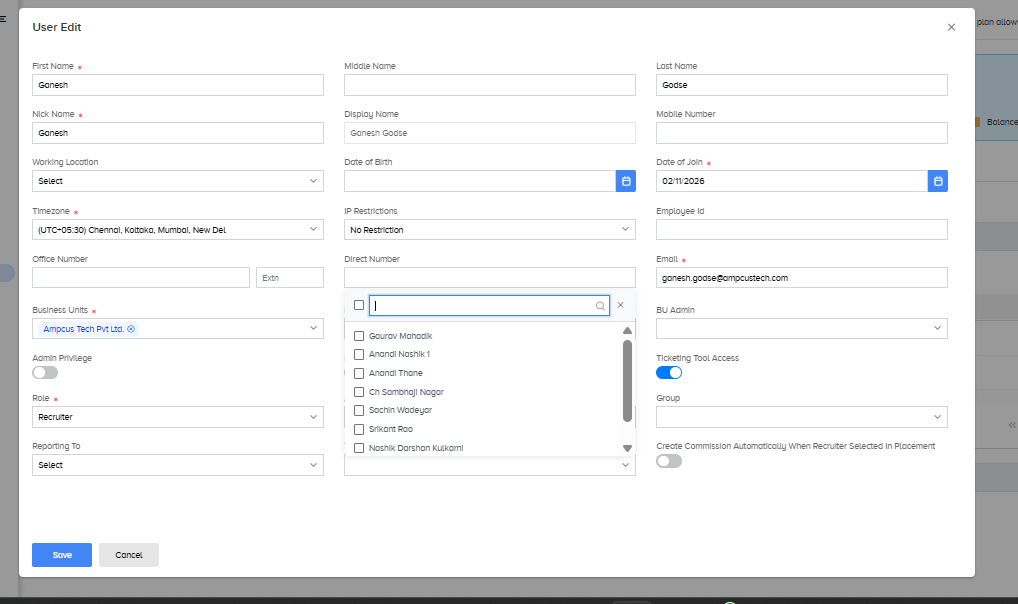 User Edit
plan allow
First Name *
Middle Name
Last Name
Ganesh
Godse
Nick Name *
Display Name
Mobile Number
Ganesh
Ganesh Godse
Balance
Working Location
Date of Birth
Date of Join *
Select
02/11/2026
Timezone *
IP Restrictions
Employee Id
(UTC+05:30) Chennai, Koltaka, Mumbai, New Del
No Restriction
Office Number
Direct Number
Email *
Extn
ganesh.godse@ampcustech.com
Business Units *
BU Admin
Ampcus Tech Pvt Ltd.
Gaurav Mahadik
Anandi Nashik 1
Anandi Thane
Ch Sambhaji Nagar
Sachin Wadeyar
Srikant Rao
Nashik Darshan Kulkarni
Admin Privilege
Ticketing Tool Access
Role *
Group
Recruiter
Reporting To
Create Commission Automatically When Recruiter Selected In Placement
Select
Save
Cancel